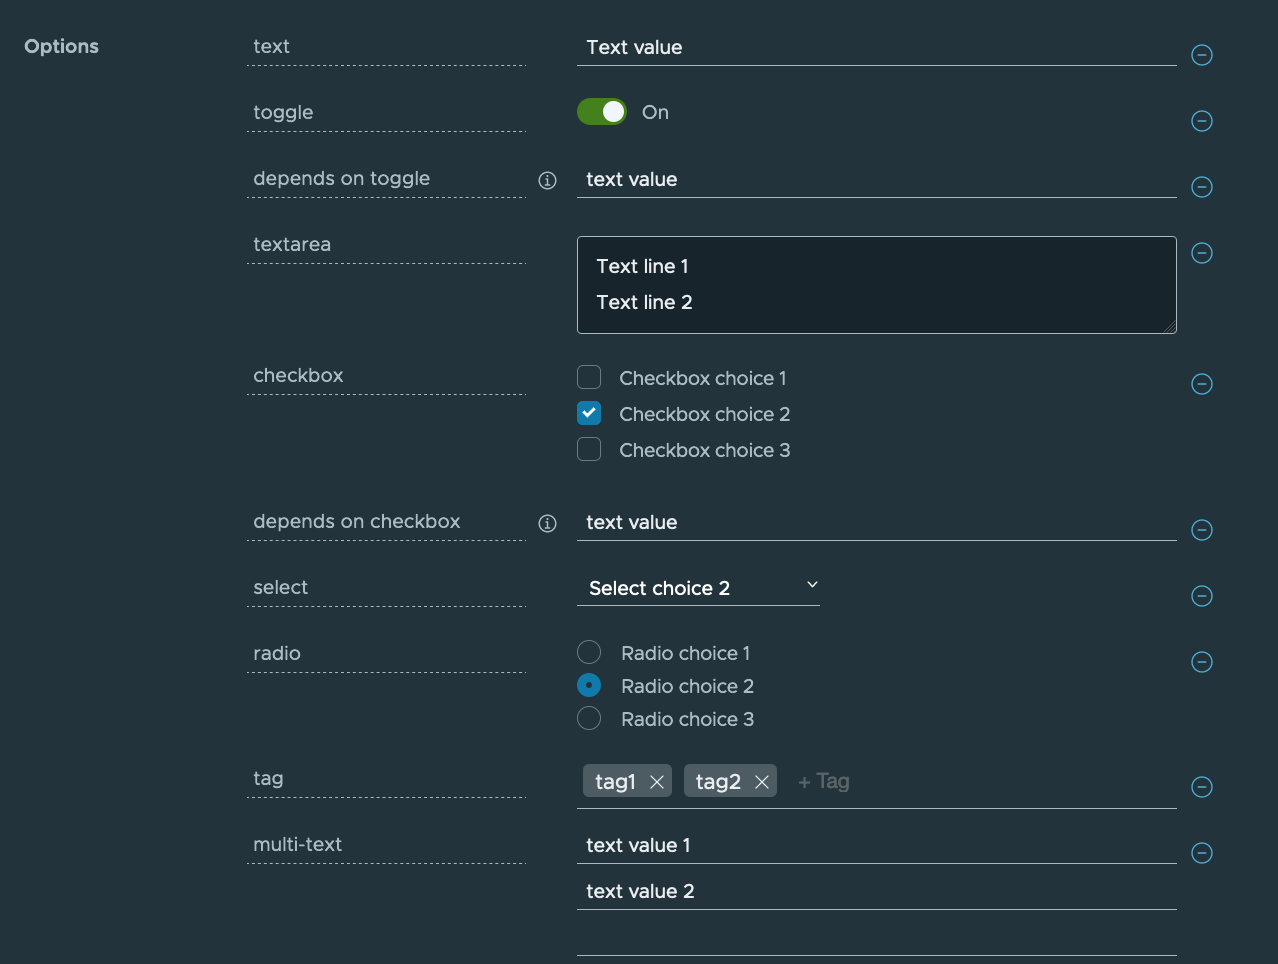 Options
text
Text value
toggle
On
depends on toggle
text value
textarea
Text line 1
Text line 2
checkbox
Checkbox choice 1
Checkbox choice 2
Checkbox choice 3
depends on checkbox
text value
select
Select choice 2
radio
Radio choice 1
Radio choice 2
Radio choice 3
tag
tag1 tag2 + Tag
multi-text
text value 1
text value 2